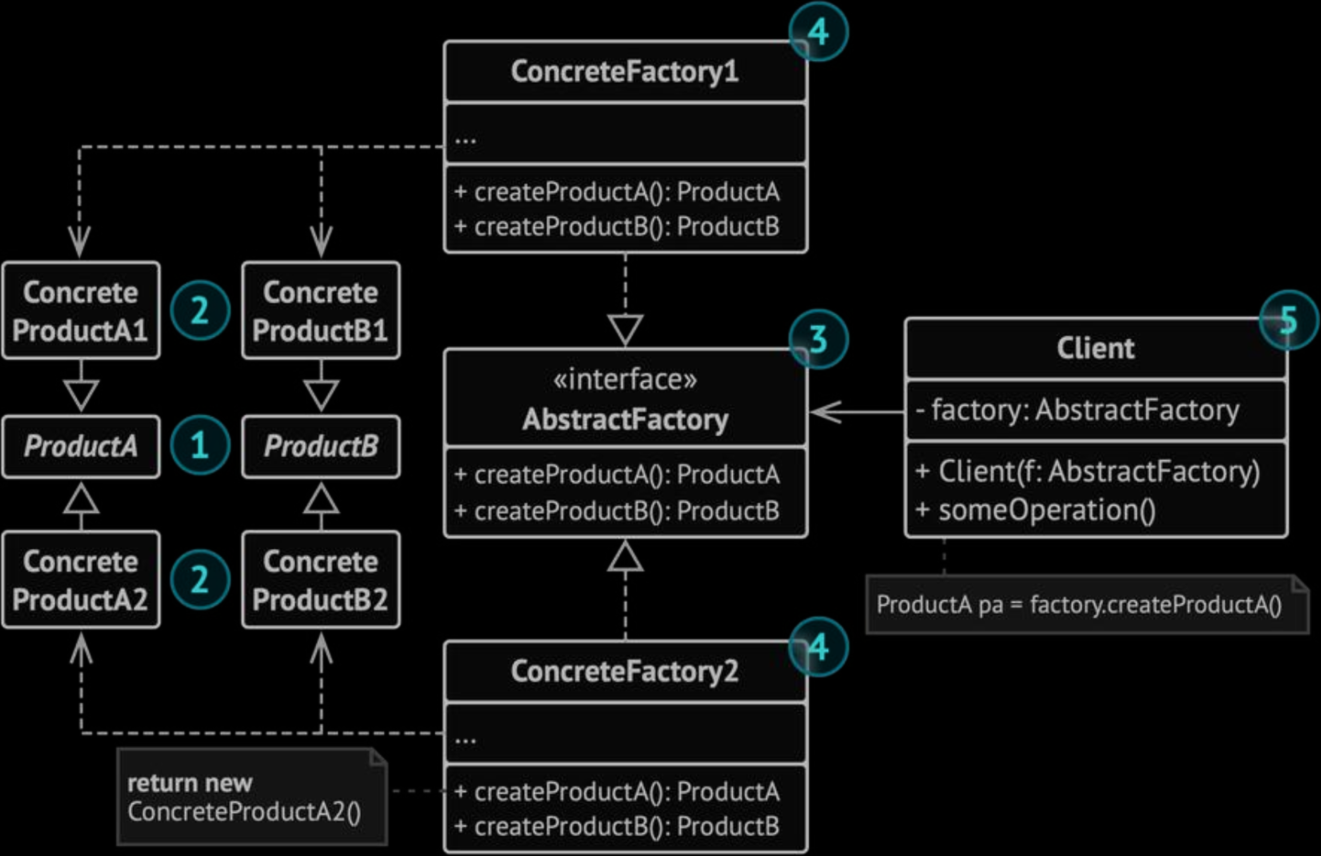 4
ConcreteFactory1
...
+ createProductA(): ProductA
+ createProductB(): ProductB
Concrete
ProductA1
2
Concrete
ProductB1
ProductA
1
ProductB
Concrete
ProductA2
2
Concrete
ProductB2
3
«interface»
AbstractFactory
+ createProductA(): ProductA
+ createProductB(): ProductB
5
Client
- factory: AbstractFactory
+ Client(f: AbstractFactory)
+ someOperation()
ProductA pa = factory.createProductA()
4
ConcreteFactory2
...
+ createProductA(): ProductA
+ createProductB(): ProductB
return new
ConcreteProductA2()